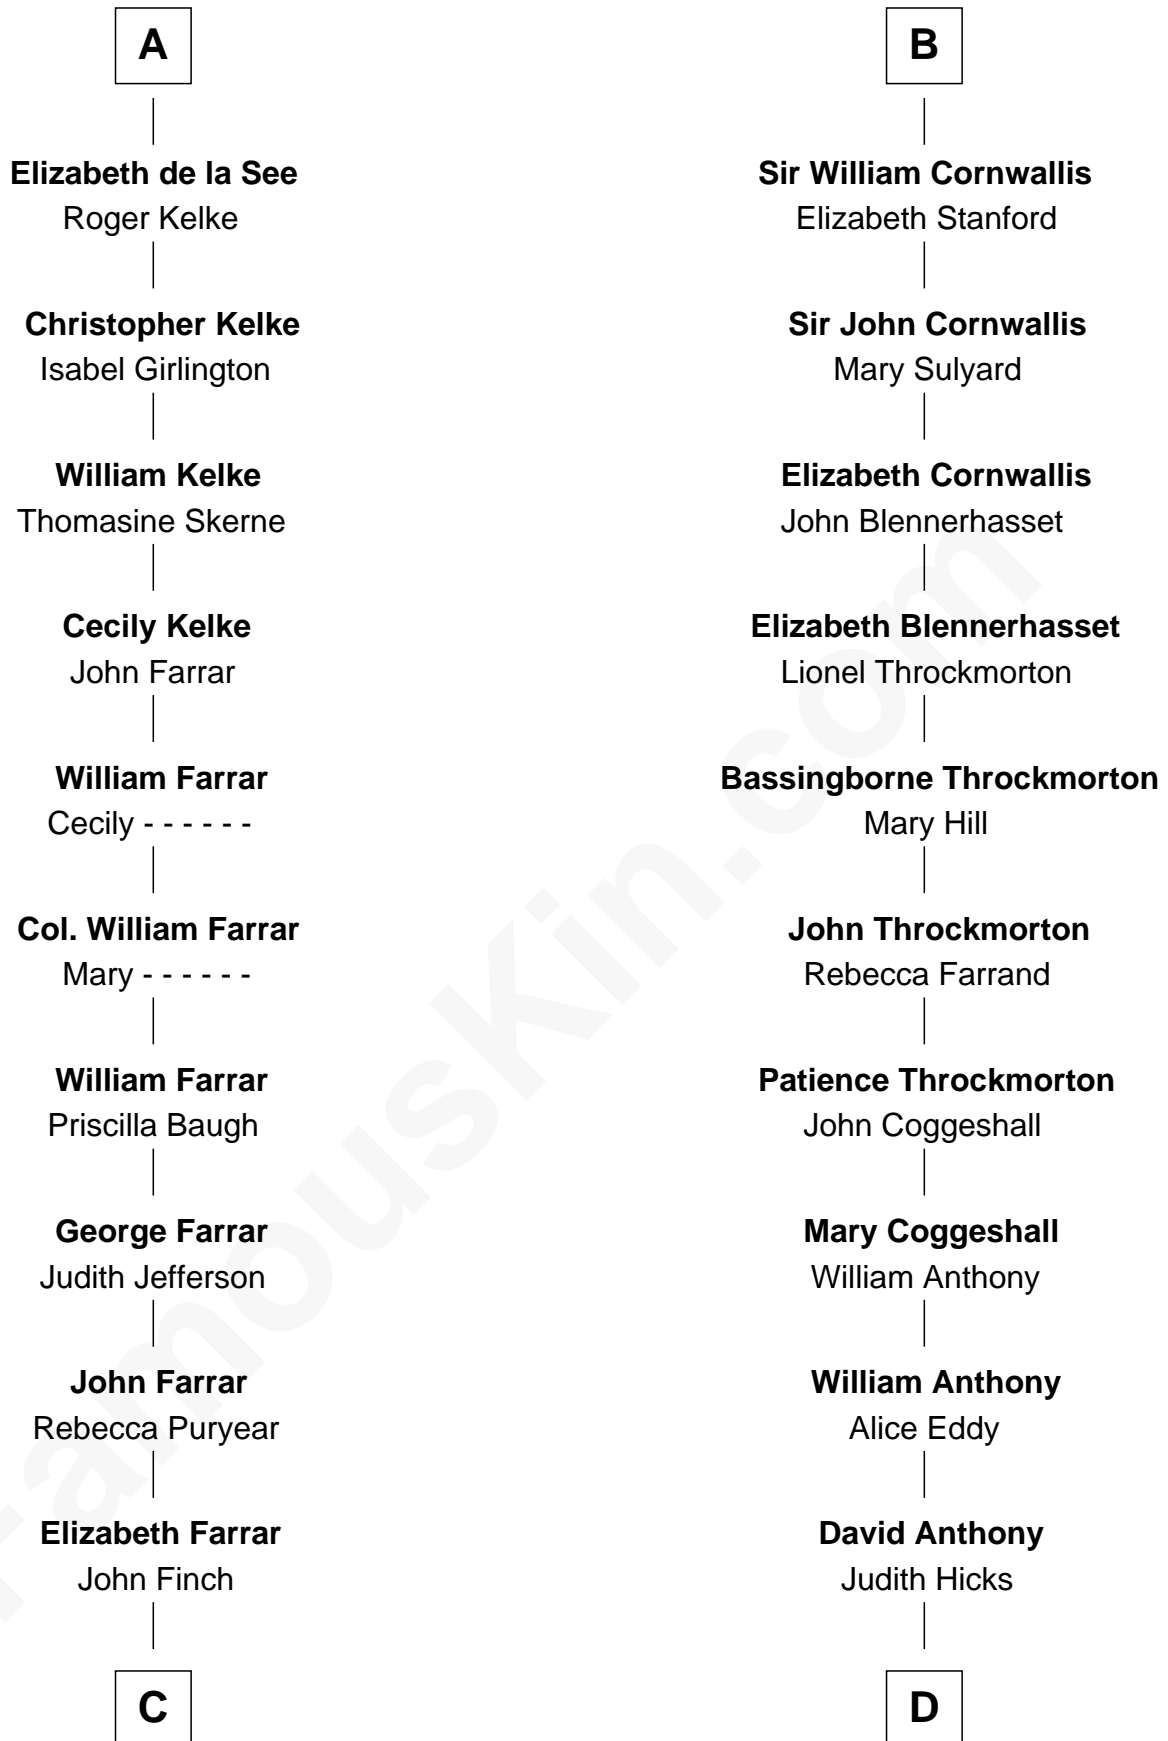 A
Elizabeth de la See
Roger Kelke
Christopher Kelke
Isabel Girlington
William Kelke
Thomasine Skerne
Cecily Kelke
John Farrar
William Farrar
Cecily - - - - - -
Col. William Farrar
Mary - - - - - -
William Farrar
Priscilla Baugh
George Farrar
Judith Jefferson
John Farrar
Rebecca Puryear
Elizabeth Farrar
John Finch
C
B
Sir William Cornwallis
Elizabeth Stanford
Sir John Cornwallis
Mary Sulyard
Elizabeth Cornwallis
John Blennerhasset
Elizabeth Blennerhasset
Lionel Throckmorton
Bassingborne Throckmorton
Mary Hill
John Throckmorton
Rebecca Farrand
Patience Throckmorton
John Coggeshall
Mary Coggeshall
William Anthony
William Anthony
Alice Eddy
David Anthony
Judith Hicks
D
FamousKin.com